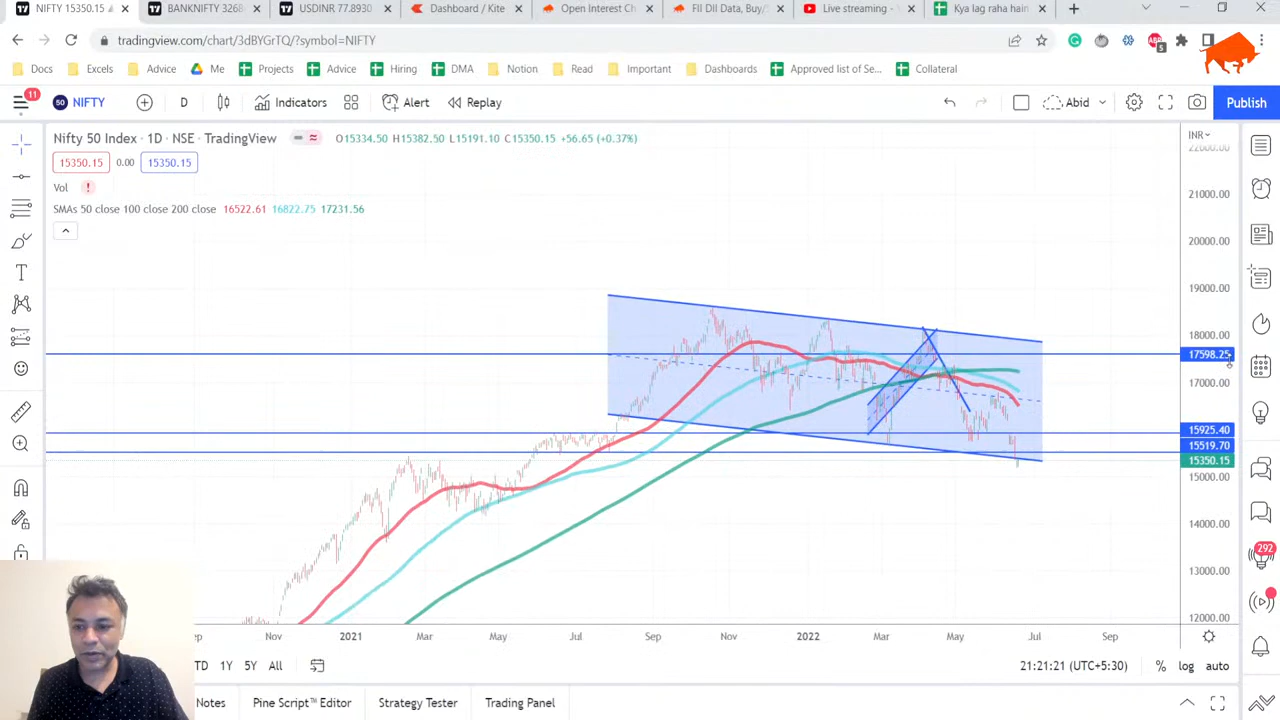 NIFTY 15350.15
BANKNIFTY 3268
USDINR 77.8930
Dashboard / Kite
Open Interest Ch
FII DII Data, Buy/S
Live streaming -
Kya lag raha hain
tradingview.com/chart/3dBYGrTQ/?symbol=NIFTY
Docs
Excels
Advice
Me
Projects
Advice
Hiring
DMA
Notion
Read
Important
Dashboards
Approved list of Se...
Collateral
11
50 NIFTY
D
Indicators
Alert
Replay
Abid
Publish
Nifty 50 Index · 1D · NSE · TradingView
O15334.50 H15382.50 L15191.10 C15350.15 +56.65 (+0.37%)
INR
22000.00
15350.15 0.00 15350.15
Vol
SMAs 50 close 100 close 200 close 16522.61 16822.75 17231.56
21000.00
20000.00
19000.00
18000.00
17598.25
17000.00
15925.40
15519.70
15350.15
15000.00
14000.00
13000.00
12000.00
292
ep Nov 2021 Mar May Jul Sep Nov 2022 Mar May Jul Sep
TD 1Y 5Y All
21:21:21 (UTC+5:30)
% log auto
Notes
Pine Script™ Editor
Strategy Tester
Trading Panel